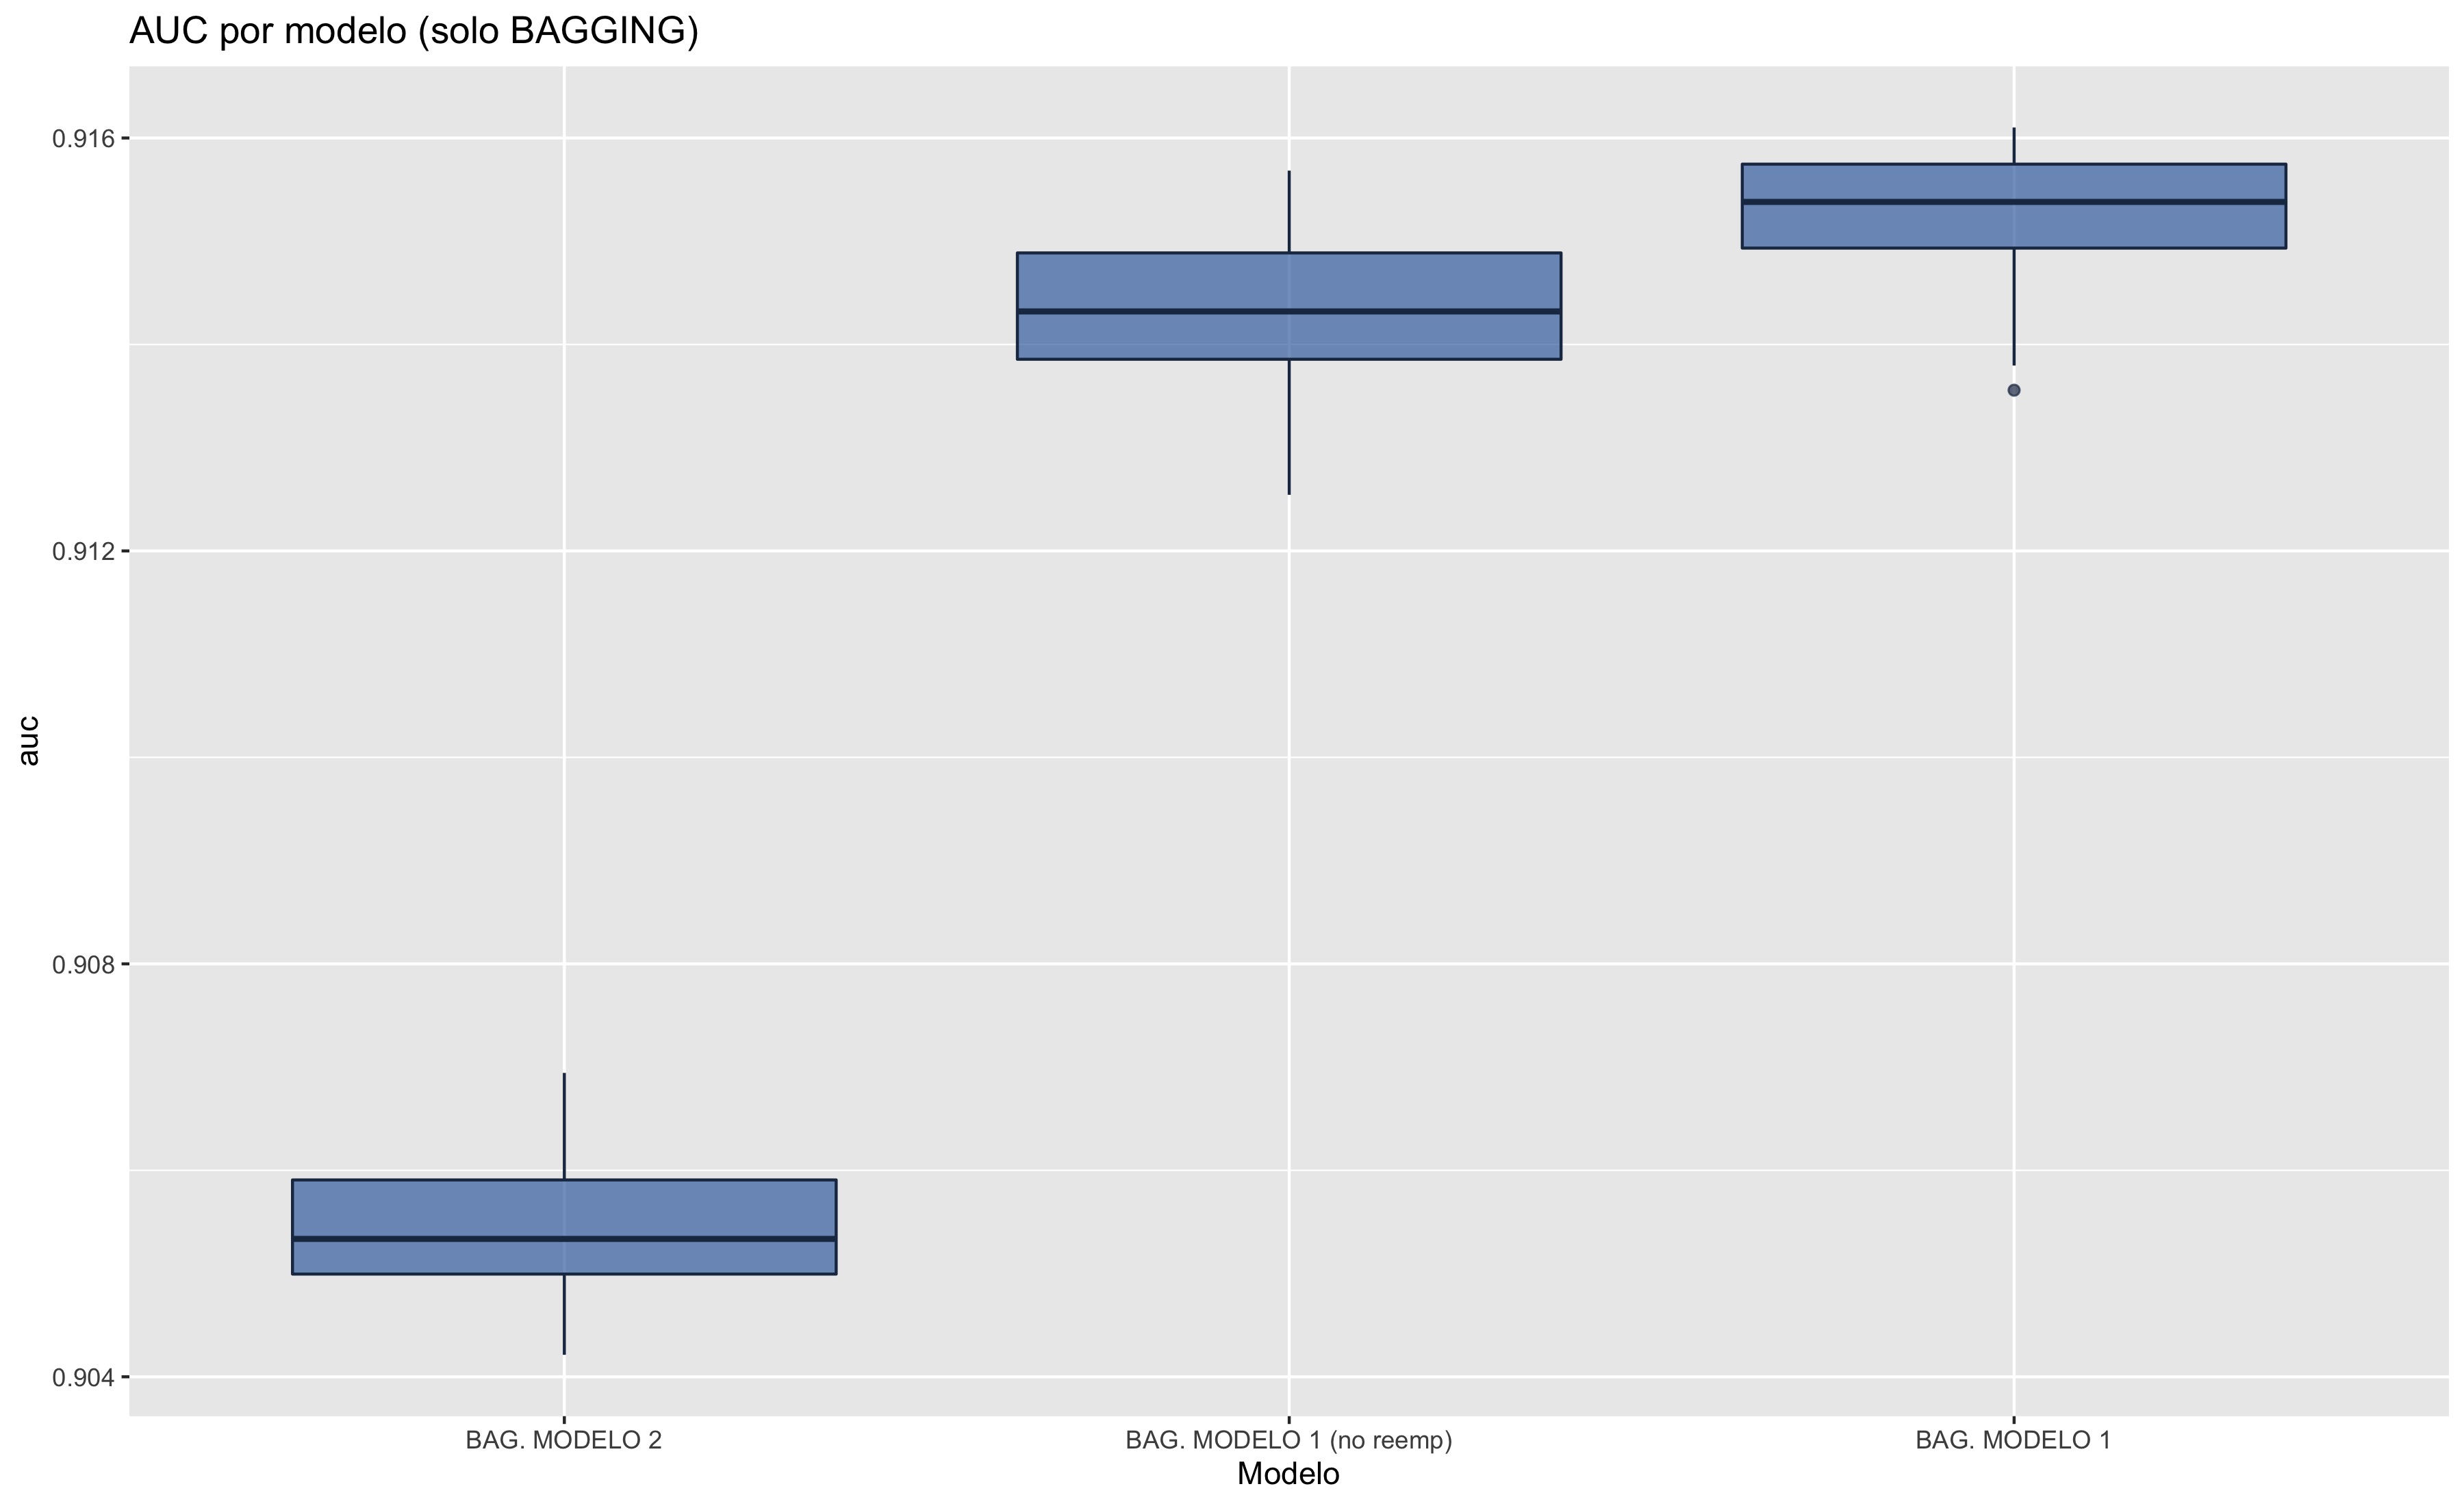 AUC por modelo (solo BAGGING)
0.916
0.912
auc
0.908
0.904
BAG. MODELO 2
BAG. MODELO 1 (no reemp)
BAG. MODELO 1
Modelo